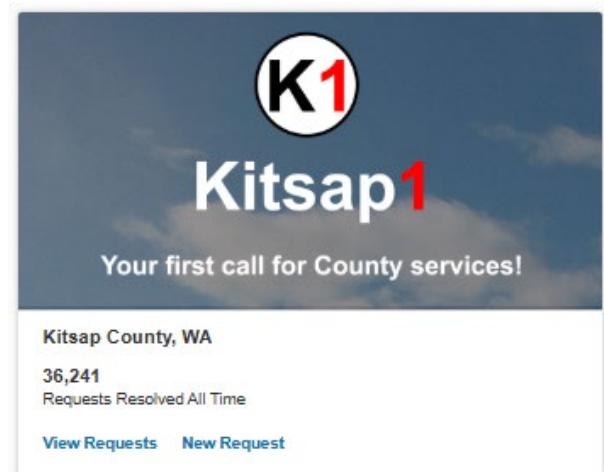 K1
Kitsap1
Your first call for County services!
Kitsap County, WA
36,241
Requests Resolved All Time
View Requests New Request